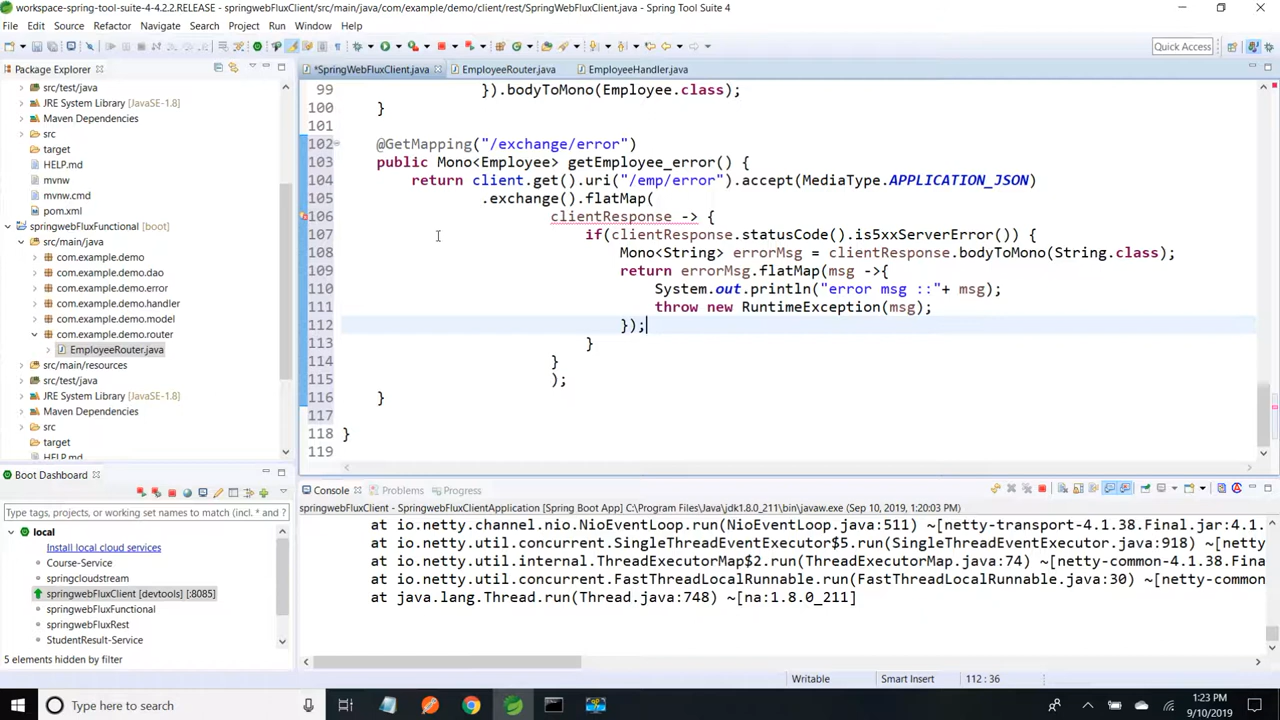 workspace-spring-tool-suite-4-4.2.2.RELEASE - springwebFluxClient/src/main/java/com/example/demo/client/rest/SpringWebFluxClient.java - Spring Tool Suite 4
File Edit Source Refactor Navigate Search Project Run Window Help
Quick Access
Package Explorer
*SpringWebFluxClient.java EmployeeRouter.java EmployeeHandler.java
src/test/java
JRE System Library [JavaSE-1.8]
Maven Dependencies
src
target
HELP.md
mvnw
mvnw.cmd
pom.xml
springwebFluxFunctional [boot]
src/main/java
com.example.demo
com.example.demo.dao
com.example.demo.error
com.example.demo.handler
com.example.demo.model
com.example.demo.router
EmployeeRouter.java
src/main/resources
src/test/java
JRE System Library [JavaSE-1.8]
Maven Dependencies
src
target
HELP.md
99 }).bodyToMono(Employee.class);
100 }
101
102 @GetMapping("/exchange/error")
103 public Mono<Employee> getEmployee_error() {
104 return client.get().uri("/emp/error").accept(MediaType.APPLICATION_JSON)
105 .exchange().flatMap(
106 clientResponse -> {
107 if(clientResponse.statusCode().is5xxServerError()) {
108 Mono<String> errorMsg = clientResponse.bodyToMono(String.class);
109 return errorMsg.flatMap(msg ->{
110 System.out.println("error msg ::"+ msg);
111 throw new RuntimeException(msg);
112 });
113 }
114 }
115 );
116 }
117
118 }
119
Boot Dashboard
Type tags, projects, or working set names to match (incl. * and ?
local
Install local cloud services
Course-Service
springcloudstream
springwebFluxClient [devtools] [:8085]
springwebFluxFunctional
springwebFluxRest
StudentResult-Service
5 elements hidden by filter
Console Problems Progress
springwebFluxClient - SpringwebFluxClientApplication [Spring Boot App] C:\Program Files\Java\jdk1.8.0_211\bin\javaw.exe (Sep 10, 2019, 1:20:03 PM)
at io.netty.channel.nio.NioEventLoop.run(NioEventLoop.java:511) ~[netty-transport-4.1.38.Final.jar:4.1.
at io.netty.util.concurrent.SingleThreadEventExecutor$5.run(SingleThreadEventExecutor.java:918) ~[netty-
at io.netty.util.internal.ThreadExecutorMap$2.run(ThreadExecutorMap.java:74) ~[netty-common-4.1.38.Fina
at io.netty.util.concurrent.FastThreadLocalRunnable.run(FastThreadLocalRunnable.java:30) ~[netty-common
at java.lang.Thread.run(Thread.java:748) ~[na:1.8.0_211]
Writable Smart Insert 112 : 36
Type here to search
1:23 PM
9/10/2019